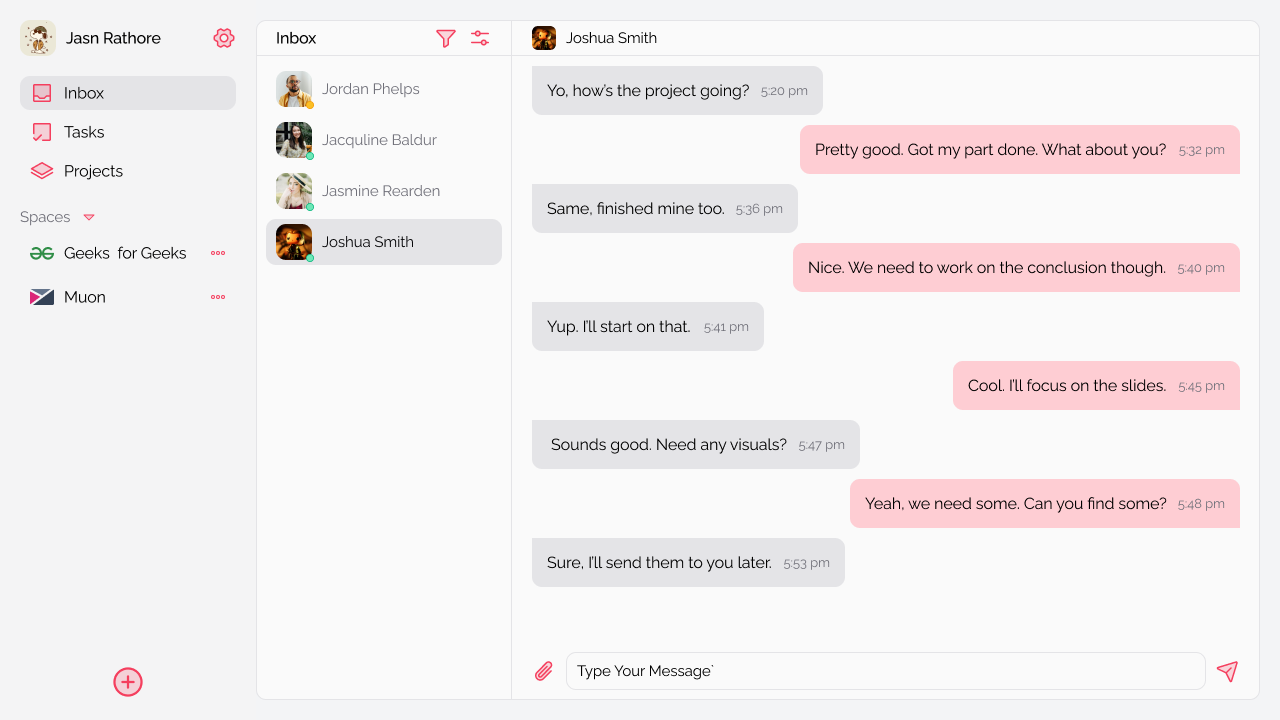 Jasn Rathore
Inbox
Tasks
Projects
Spaces
Geeks for Geeks
Muon
Inbox
Jordan Phelps
Jacquline Baldur
Jasmine Rearden
Joshua Smith
Joshua Smith
Yo, how's the project going? 5:20 pm
Pretty good. Got my part done. What about you? 5:32 pm
Same, finished mine too. 5:36 pm
Nice. We need to work on the conclusion though. 5:40 pm
Yup. I'll start on that. 5:41 pm
Cool. I'll focus on the slides. 5:45 pm
Sounds good. Need any visuals? 5:47 pm
Yeah, we need some. Can you find some? 5:48 pm
Sure, I'll send them to you later. 5:53 pm
Type Your Message`